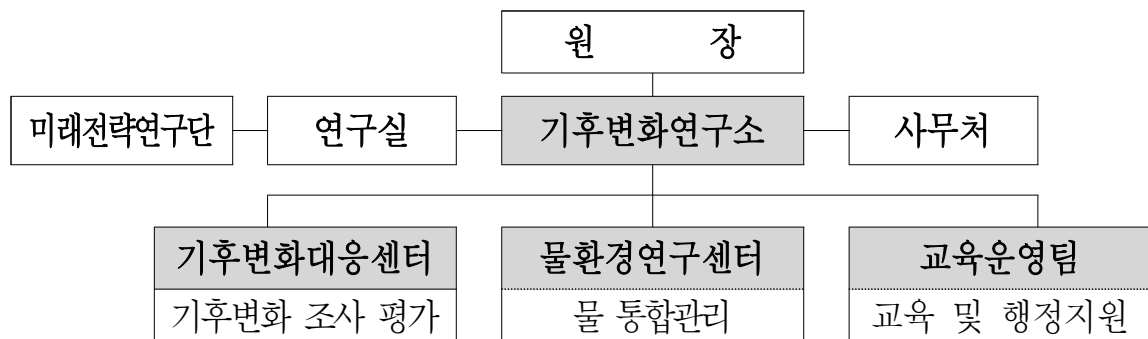 원 장
미래전략연구단 연구실 기후변화연구소 사무처
기후변화대응센터 물환경연구센터 교육운영팀
기후변화 조사 평가 물 통합관리 교육 및 행정지원